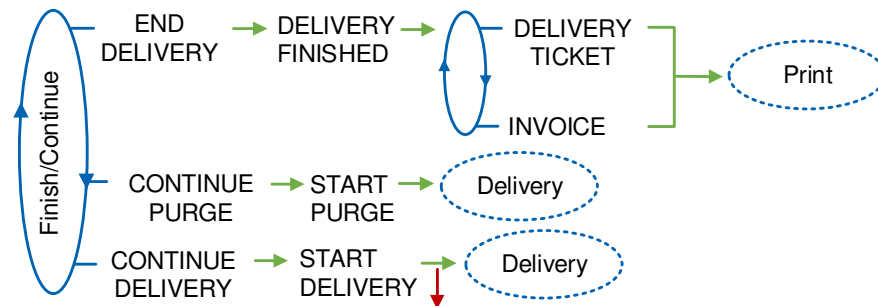 END
DELIVERY
DELIVERY
FINISHED
DELIVERY
TICKET
INVOICE
Print
Finish/Continue
CONTINUE
PURGE
START
PURGE
Delivery
CONTINUE
DELIVERY
START
DELIVERY
Delivery